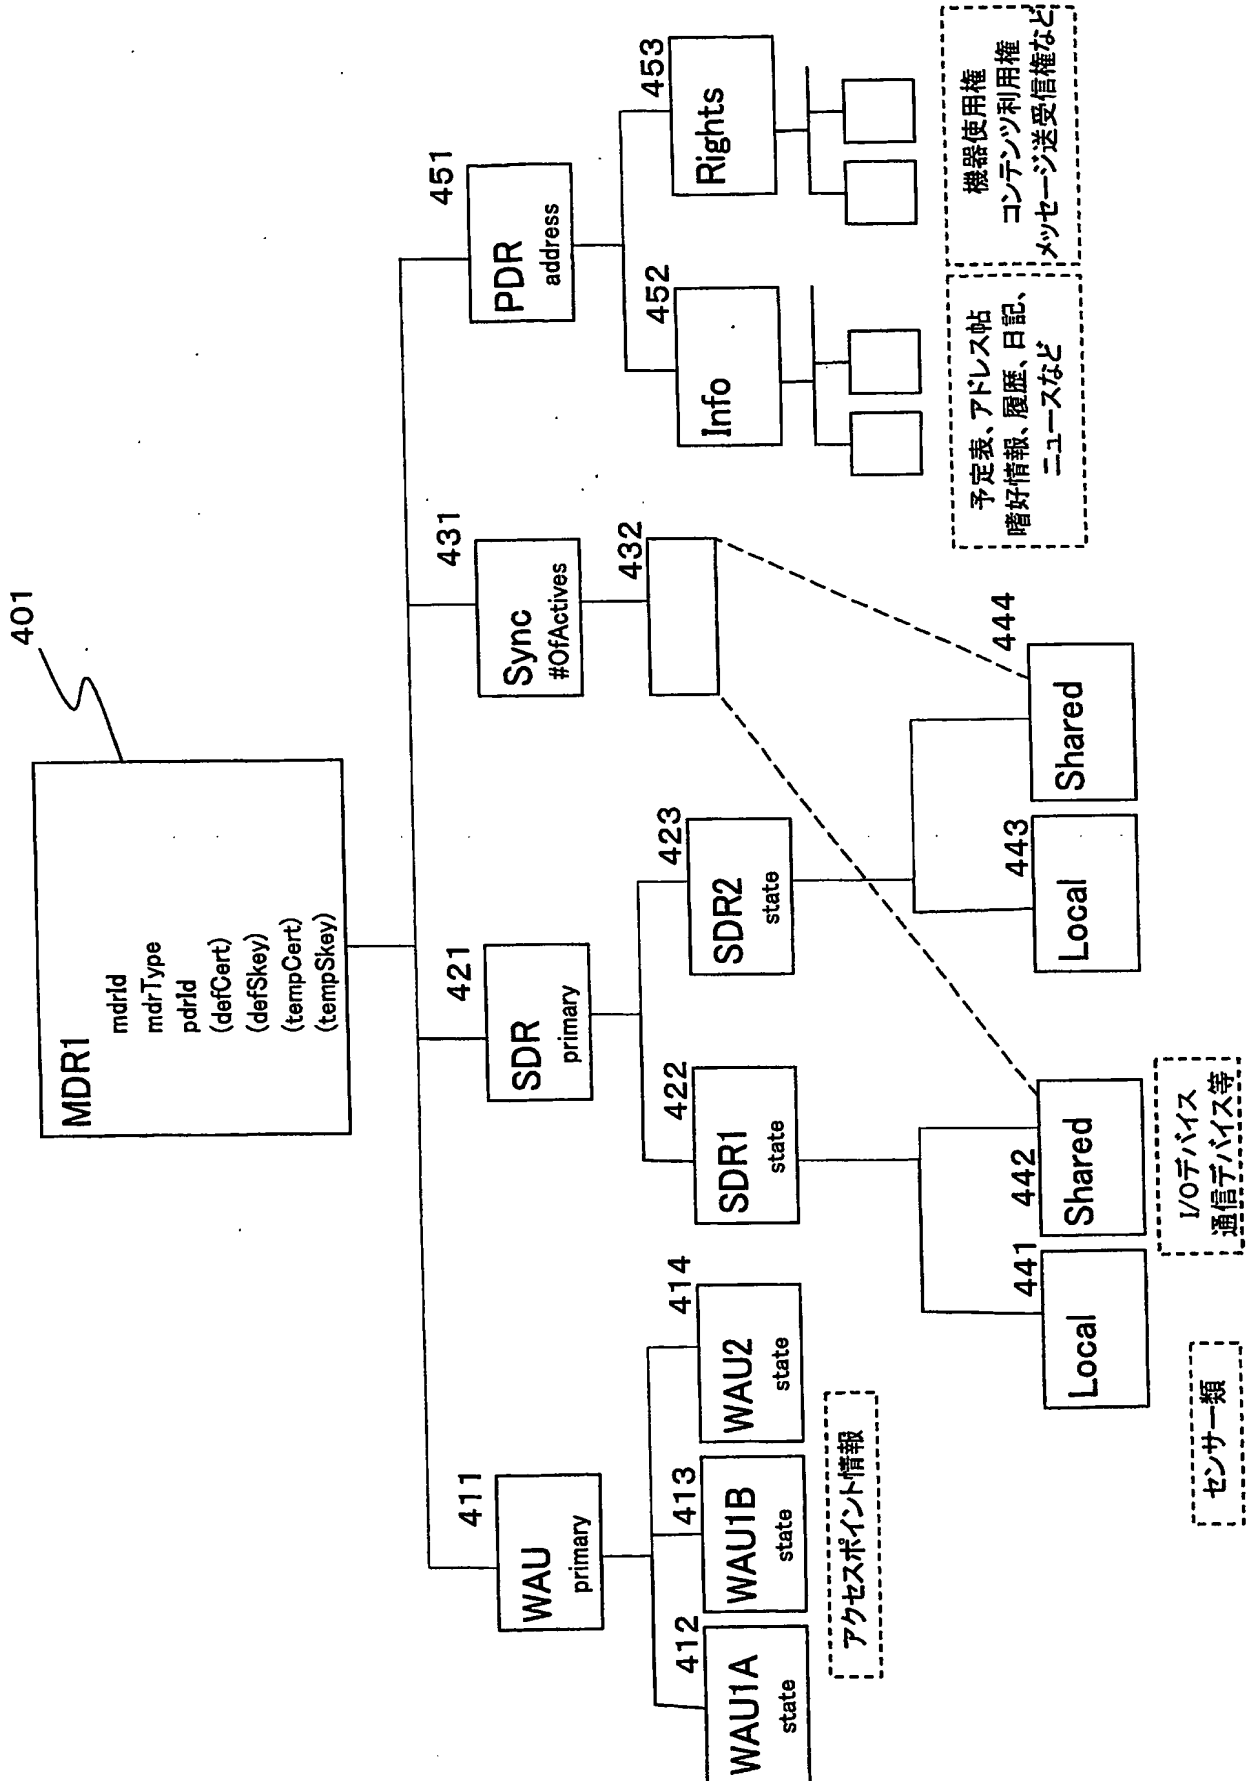 401
MDR1
mdrId
mdrType
pdrId
(defCert)
(defSkey)
(tempCert)
(tempSkey)
411
WAU
primary
421
SDR
primary
431
Sync
#OfActives
451
PDR
address
412
WAU1A
state
413
WAU1B
state
414
WAU2
state
アクセスポイント情報
422
SDR1
state
423
SDR2
state
432
452
Info
453
Rights
441
Local
442
Shared
443
Local
444
Shared
センサー類
I/Oデバイス
通信デバイス等
予定表、アドレス帖
嗜好情報、履歴、日記、
ニュースなど
機器使用権
コンテンツ利用権
メッセージ送受信権など